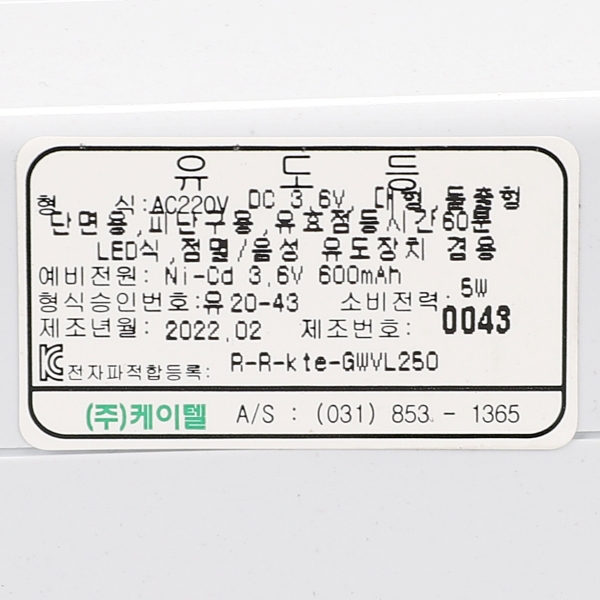 유 도 등
형 식:AC220V DC 3.6V, 대형,돌출형
단면용,피난구용,유효점등시간60분
LED식,점멸/음성 유도장치 겸용
예비전원: Ni-Cd 3.6V 600mAh
형식승인번호:유20-43 소비전력: 5W
제조년월: 2022.02 제조번호: 0043
전자파적합등록: R-R-kte-GWVL250
(주)케이텔 A/S : (031) 853 - 1365